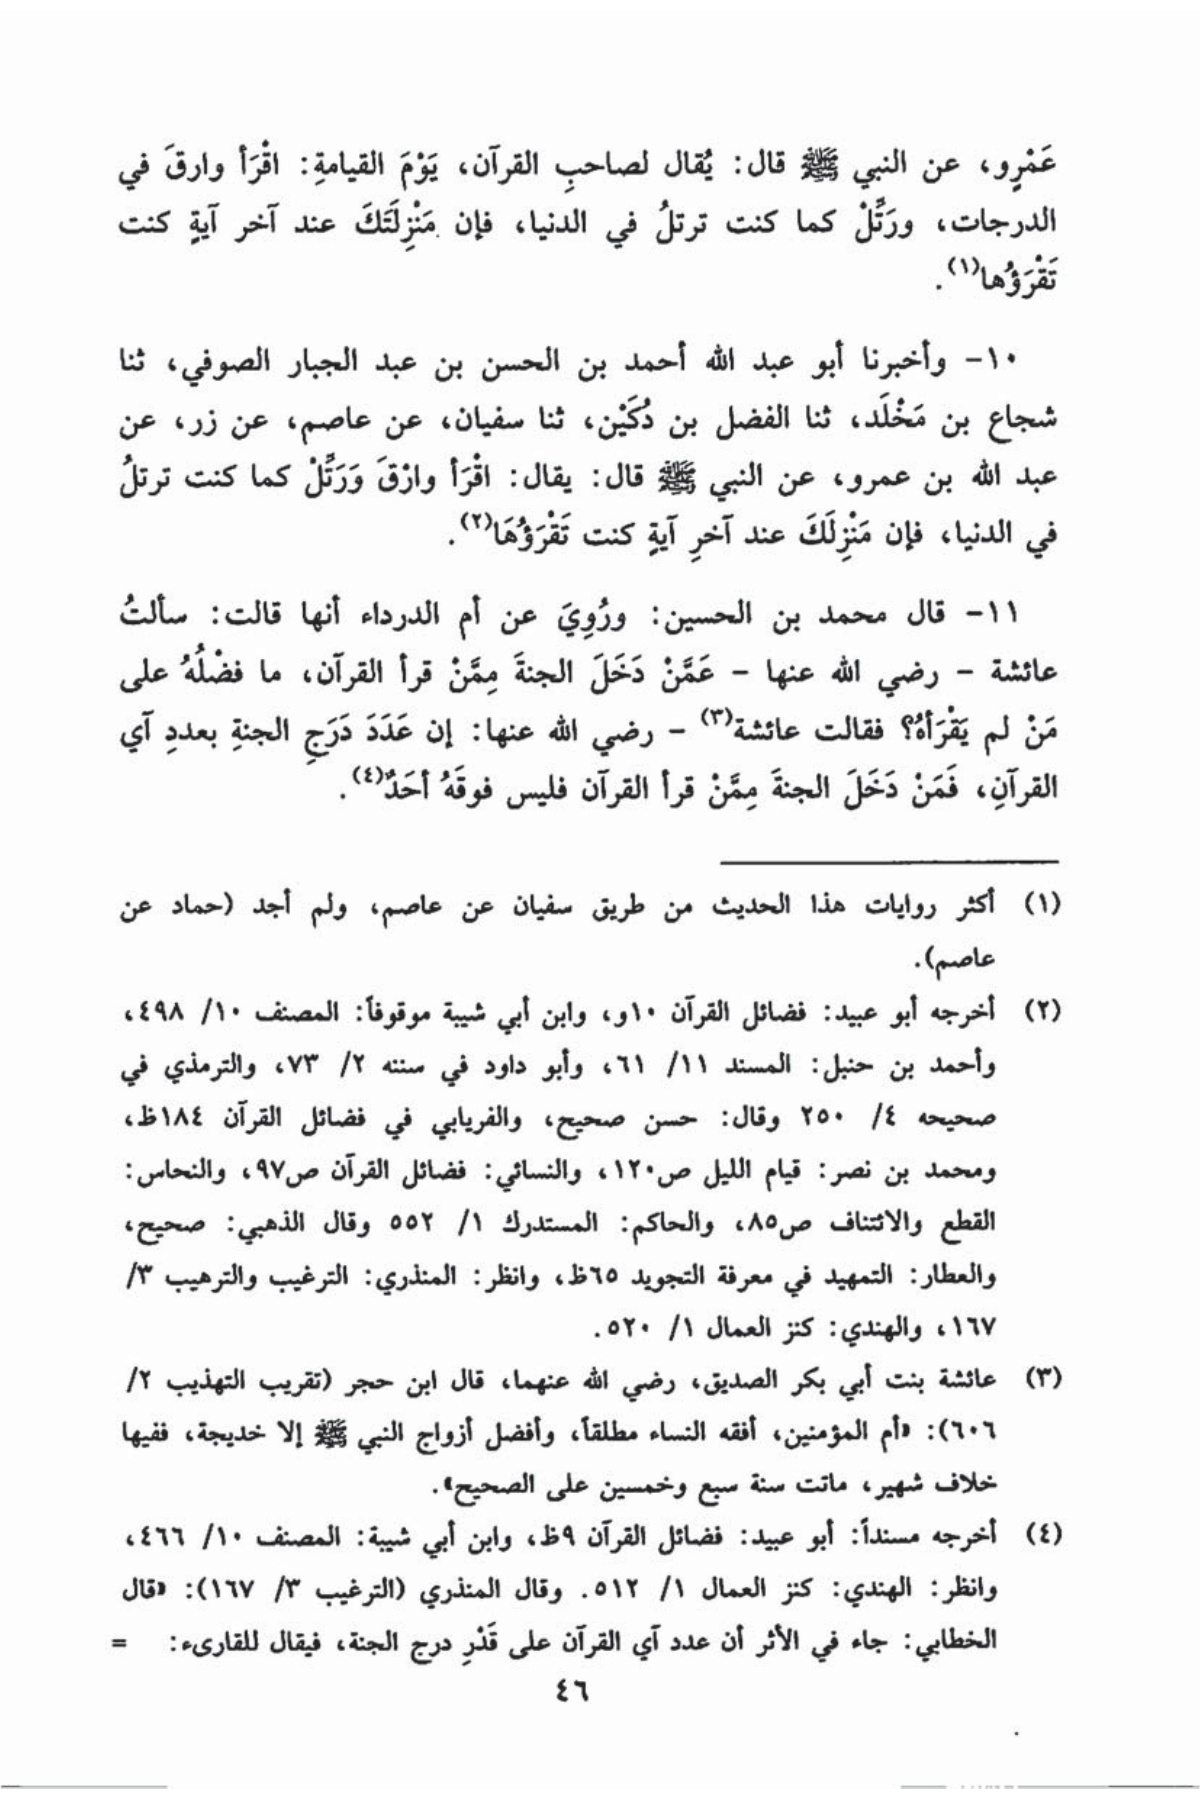 عَمْرٍو، عن النبي ﷺ قال: يُقال لصاحبِ القرآن، يَوْمَ القيامةِ: اقْرَأ وارقَ في
الدرجات، ورَتِّلْ كما كنت ترتلُ في الدنيا، فإن مَنْزِلَتَكَ عند آخر آيةٍ كنت
تَقْرَؤُها(١).
١٠- وأخبرنا أبو عبد الله أحمد بن الحسن بن عبد الجبار الصوفي، ثنا
شجاع بن مَخْلَد، ثنا الفضل بن دُكَيْن، ثنا سفيان، عن عاصم، عن زر، عن
عبد الله بن عمرو، عن النبي ﷺ قال: يقال: اقْرَأ وارْقَ وَرَتِّلْ كما كنت ترتلُ
في الدنيا، فإن مَنْزِلَكَ عند آخرِ آيةٍ كنت تَقْرَؤُهَا(٢).
١١- قال محمد بن الحسين: ورُوِيَ عن أم الدرداء أنها قالت: سألتُ
عائشة - رضي الله عنها - عَمَّنْ دَخَلَ الجنةَ مِمَّنْ قرأ القرآن، ما فضْلُهُ على
مَنْ لم يَقْرَأهُ؟ فقالت عائشة(٣) - رضي الله عنها: إن عَدَدَ دَرَجِ الجنةِ بعددِ آي
القرآنِ، فَمَنْ دَخَلَ الجنةَ مِمَّنْ قرأ القرآن فليس فوقَهُ أحَدٌ(٤).
(١) أكثر روايات هذا الحديث من طريق سفيان عن عاصم، ولم أجد (حماد عن
عاصم).
(٢) أخرجه أبو عبيد: فضائل القرآن ١٠و، وابن أبي شيبة موقوفاً: المصنف ١٠/ ٤٩٨،
وأحمد بن حنبل: المسند ١١/ ٦١، وأبو داود في سننه ٢/ ٧٣، والترمذي في
صحيحه ٤/ ٢٥٠ وقال: حسن صحيح، والفريابي في فضائل القرآن ١٨٤ظ،
ومحمد بن نصر: قيام الليل ص١٢٠، والنسائي: فضائل القرآن ص٩٧، والنحاس:
القطع والائتناف ص٨٥، والحاكم: المستدرك ١/ ٥٥٢ وقال الذهبي: صحيح،
والعطار: التمهيد في معرفة التجويد ٦٥ظ، وانظر: المنذري: الترغيب والترهيب ٣/
١٦٧، والهندي: كنز العمال ١/ ٥٢٠.
(٣) عائشة بنت أبي بكر الصديق، رضي الله عنهما، قال ابن حجر (تقريب التهذيب ٢/
٦٠٦): «أم المؤمنين، أفقه النساء مطلقاً، وأفضل أزواج النبي ﷺ إلا خديجة، ففيها
خلاف شهير، ماتت سنة سبع وخمسين على الصحيح».
(٤) أخرجه مسنداً: أبو عبيد: فضائل القرآن ٩ظ، وابن أبي شيبة: المصنف ١٠/ ٤٦٦،
وانظر: الهندي: كنز العمال ١/ ٥١٢. وقال المنذري (الترغيب ٣/ ١٦٧): «قال
الخطابي: جاء في الأثر أن عدد آي القرآن على قَدْرِ درج الجنة، فيقال للقارىء: =
٤٦